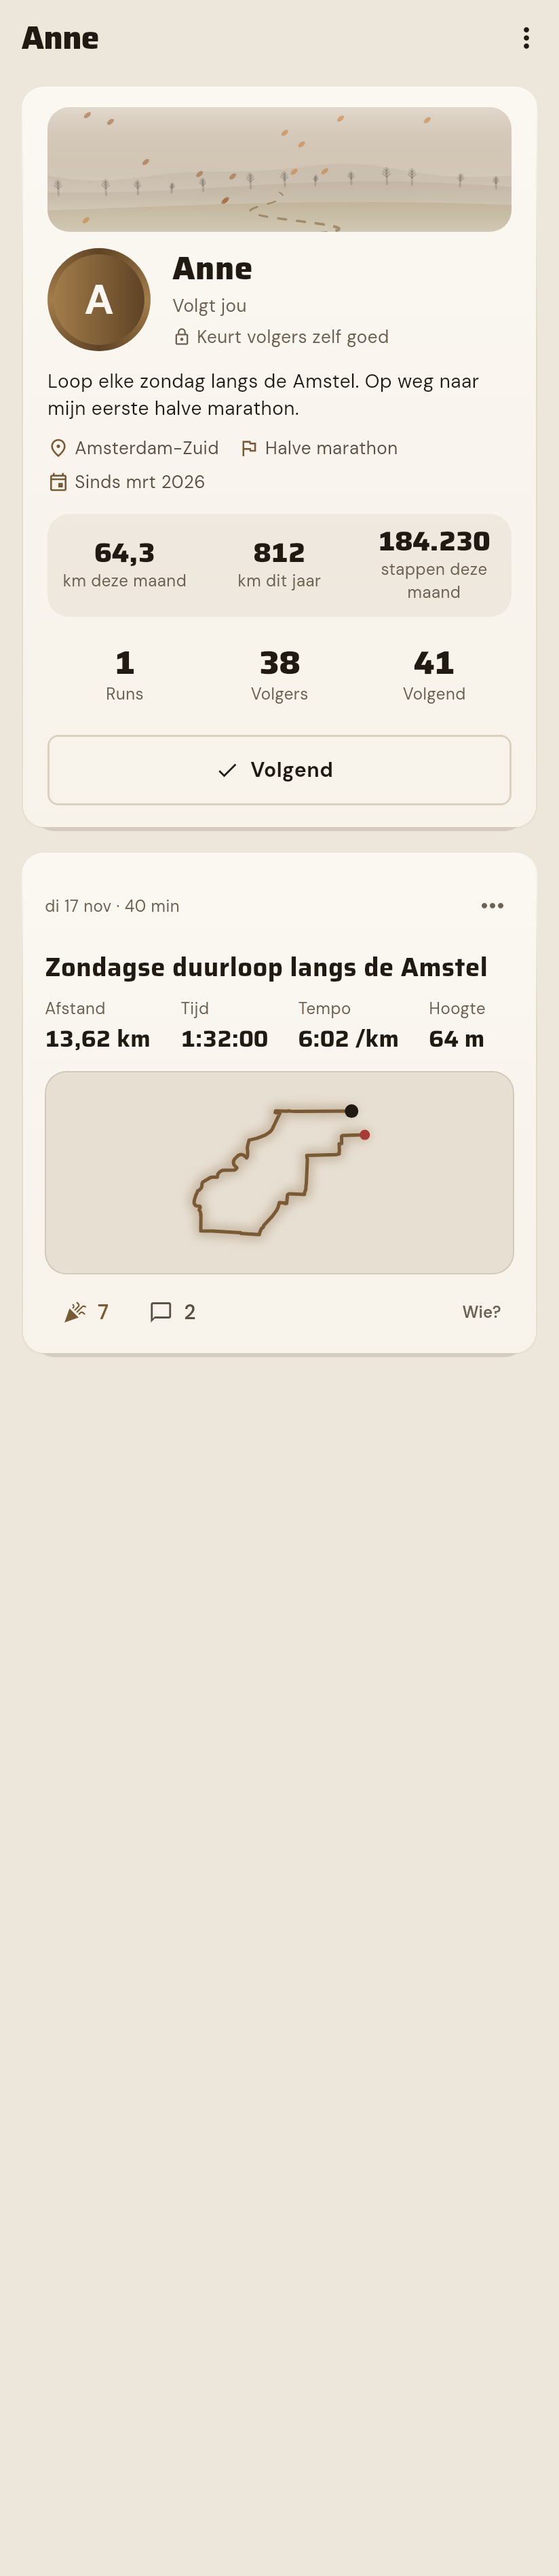 Anne
A
Anne
Volgt jou
Keurt volgers zelf goed
Loop elke zondag langs de Amstel. Op weg naar
mijn eerste halve marathon.
Amsterdam-Zuid
Halve marathon
Sinds mrt 2026
64,3
km deze maand
812
km dit jaar
184.230
stappen deze
maand
1
Runs
38
Volgers
41
Volgend
Volgend
di 17 nov · 40 min
Zondagse duurloop langs de Amstel
Afstand
13,62 km
Tijd
1:32:00
Tempo
6:02 /km
Hoogte
64 m
7
2
Wie?